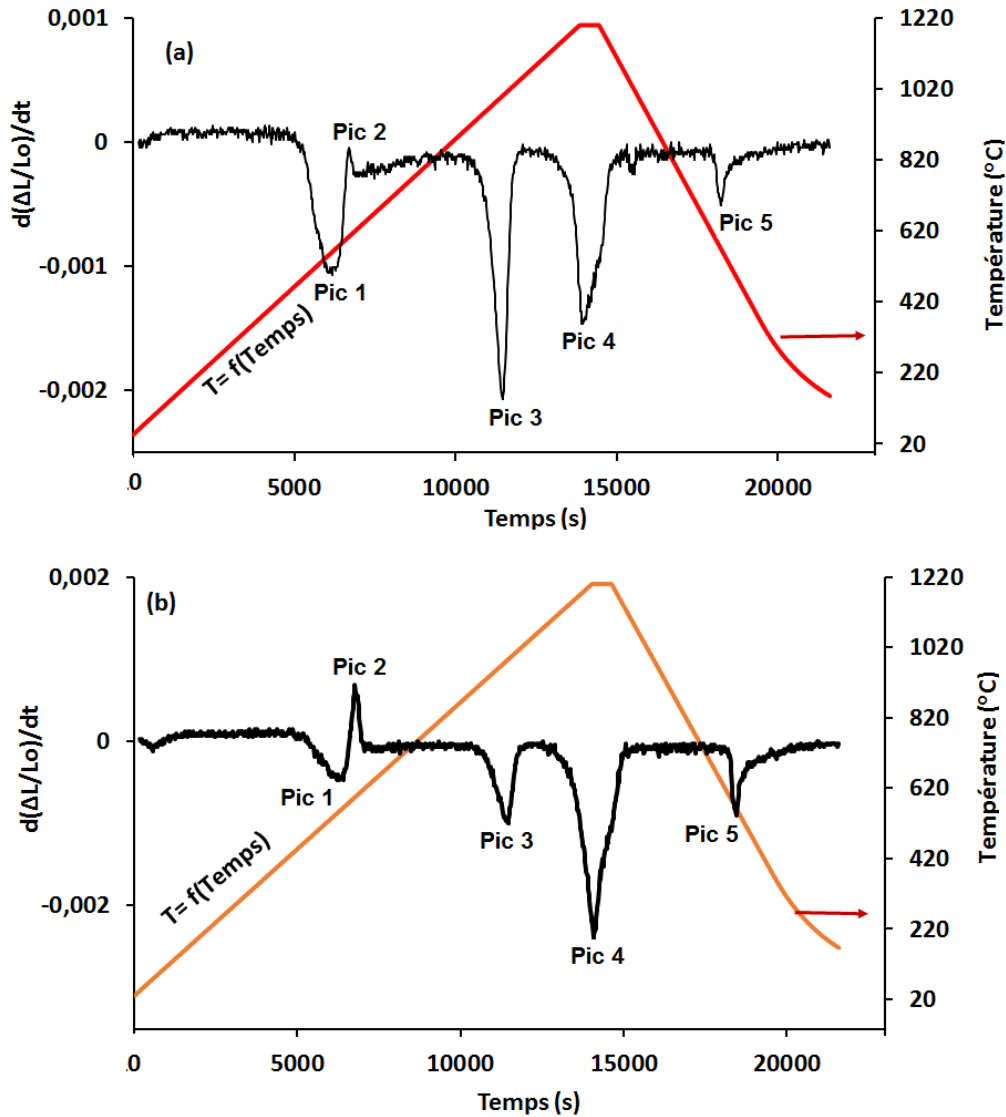 0,001
0
-0,001
-0,002
d(ΔL/Lo)/dt
(a)
Pic 1
Pic 2
Pic 3
Pic 4
Pic 5
T= f(Temps)
1220
1020
820
620
420
220
20
Température (°C)
.0
5000
10000
15000
20000
Temps (s)
0,002
0
-0,002
d(ΔL/Lo)/dt
(b)
Pic 1
Pic 2
Pic 3
Pic 4
Pic 5
T= f(Temps)
1220
1020
820
620
420
220
20
Température (°C)
.0
5000
10000
15000
20000
Temps (s)